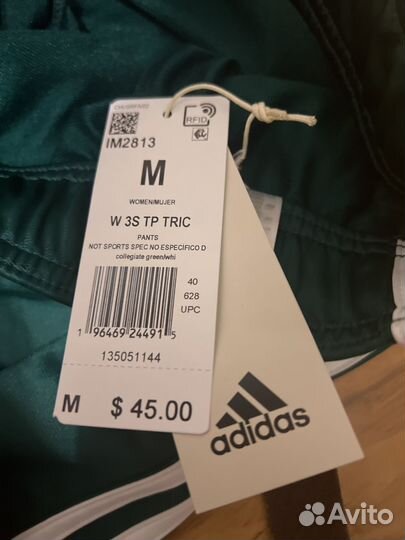 RFID
IM2813
M
WOMEN/MUJER
W 3S TP TRIC
PANTS
NOT SPORTS SPEC NO ESPECÍFICO D
collegiate green/whi
40
628
UPC
1 96469 24491 5
135051144
M $ 45.00
adidas
Avito